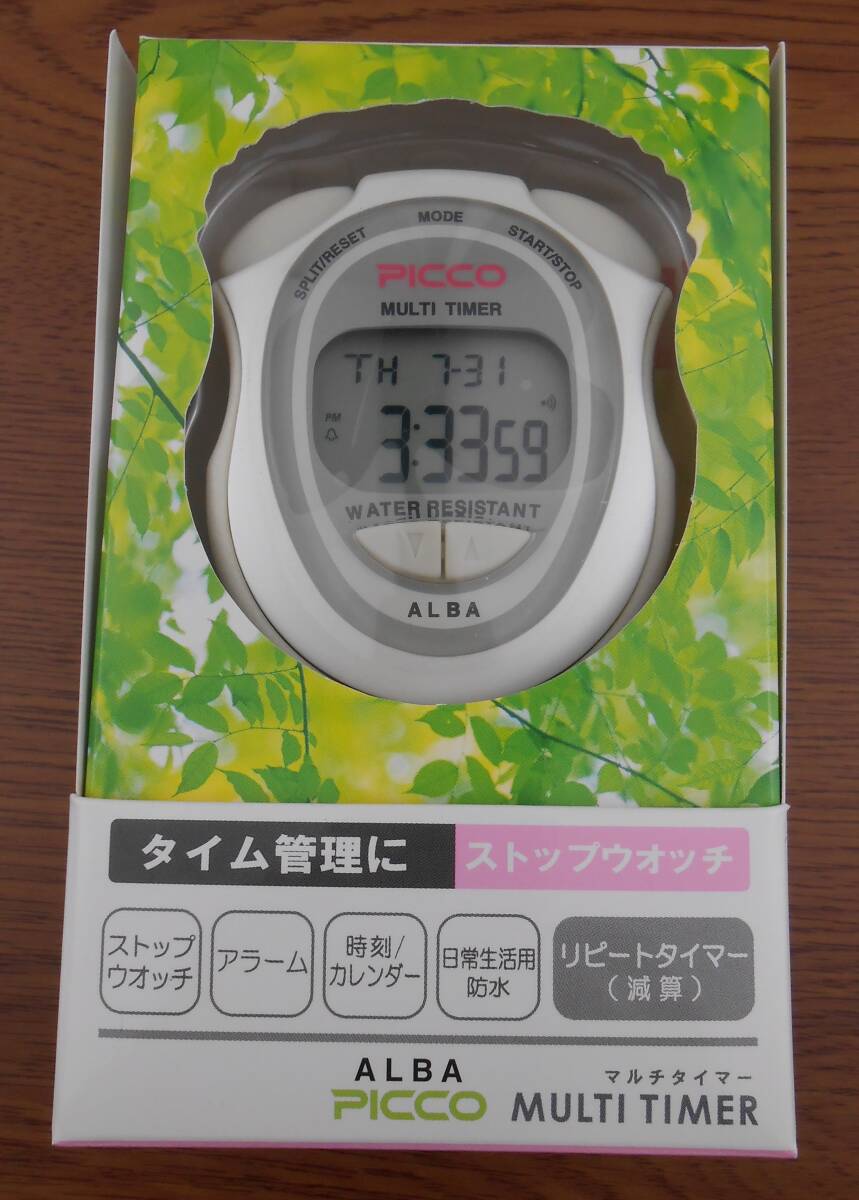 MODE
SPLIT/RESET
START/STOP
PICCO
MULTI TIMER
TH 7-31
PM
3:33 59
WATER RESISTANT
ALBA
タイム管理に ストップウオッチ
ストップ
ウオッチ
アラーム
時刻/
カレンダー
日常生活用
防水
リピートタイマー
(減算)
ALBA
マルチタイマー
PICCO MULTI TIMER